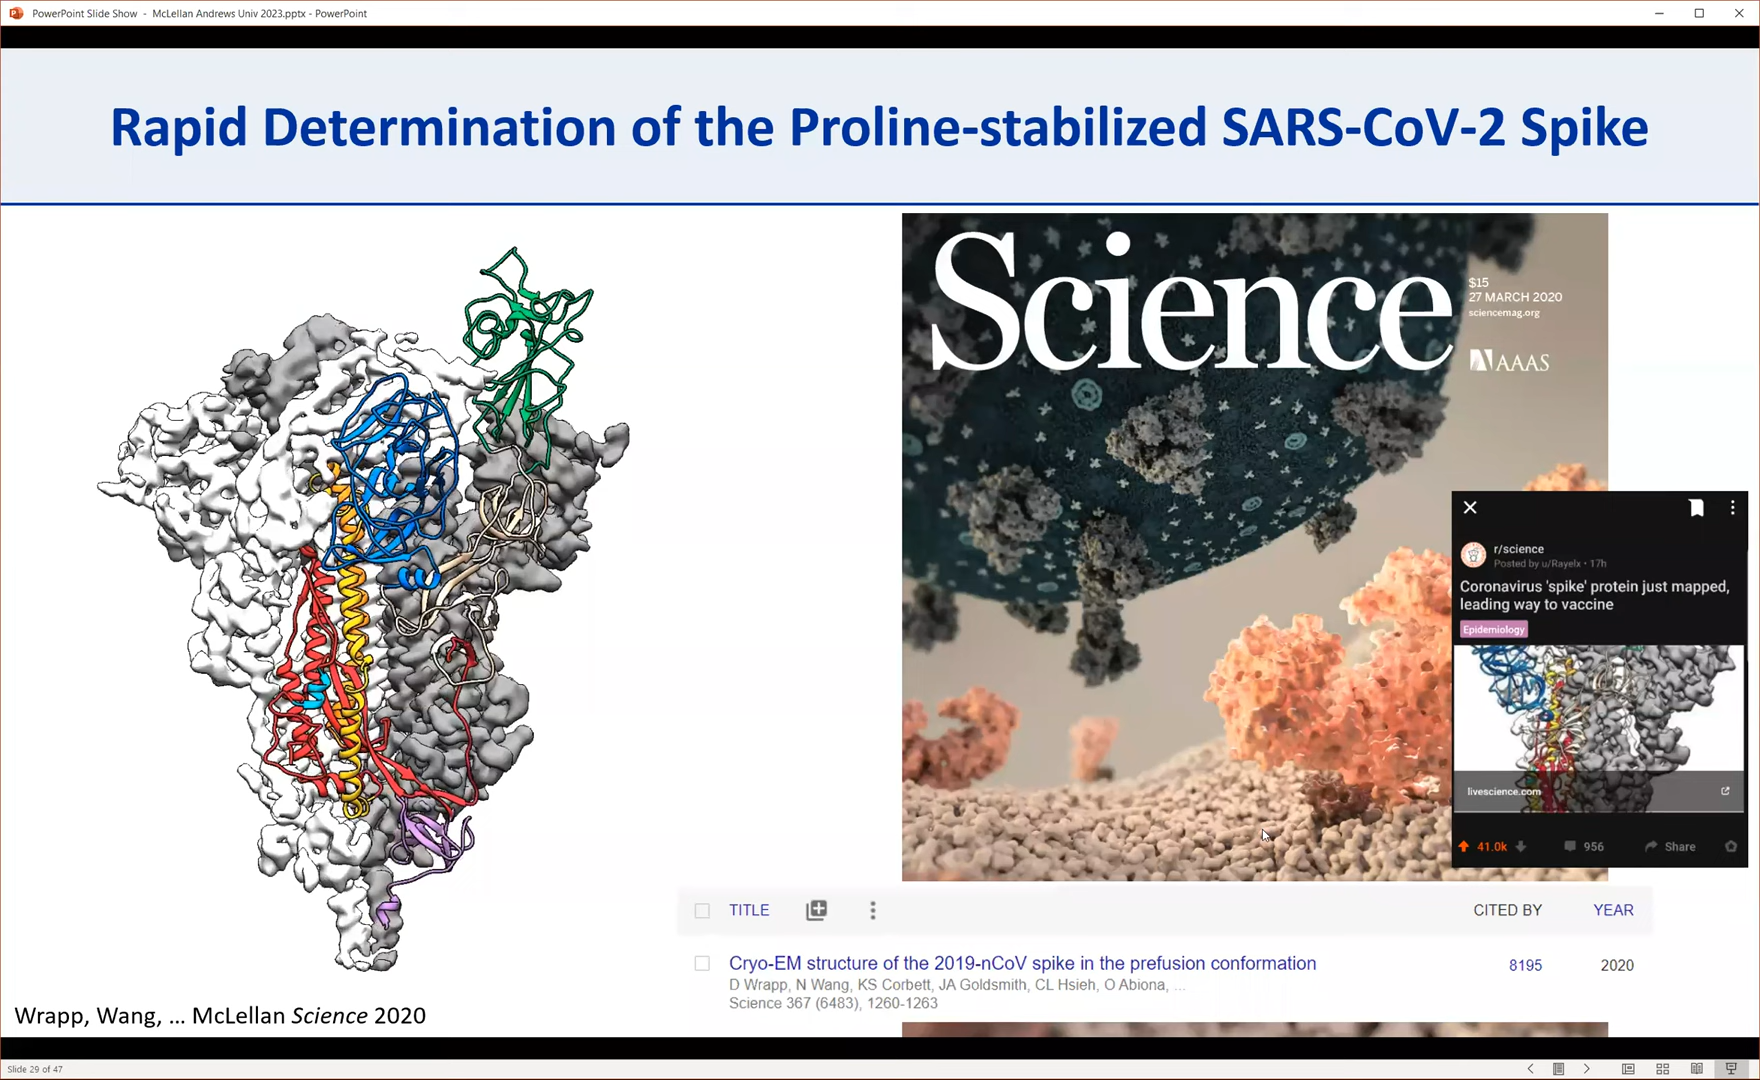 PowerPoint Slide Show - McLellan Andrews Univ 2023.pptx - PowerPoint
Rapid Determination of the Proline-stabilized SARS-CoV-2 Spike
Science
$15
27 MARCH 2020
sciencemag.org
AAAS
r/science
Posted by u/Rayelx • 17h
Coronavirus 'spike' protein just mapped,
leading way to vaccine
Epidemiology
livescience.com
41.0k
956
Share
TITLE
CITED BY
YEAR
Cryo-EM structure of the 2019-nCoV spike in the prefusion conformation
8195
2020
D Wrapp, N Wang, KS Corbett, JA Goldsmith, CL Hsieh, O Abiona, ...
Science 367 (6483), 1260-1263
Wrapp, Wang, ... McLellan Science 2020
Slide 29 of 47